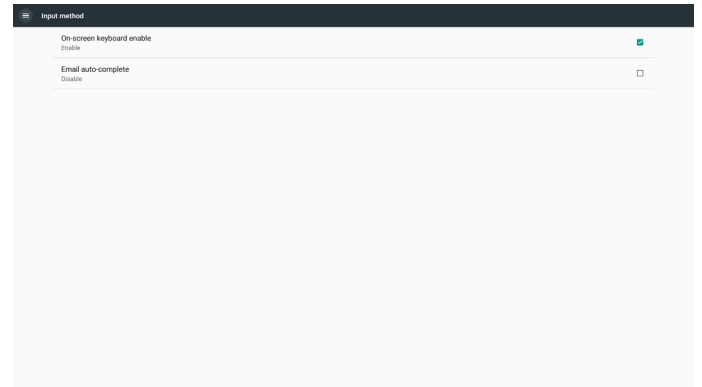 Input method
On-screen keyboard enable
Enable
Email auto-complete
Disable